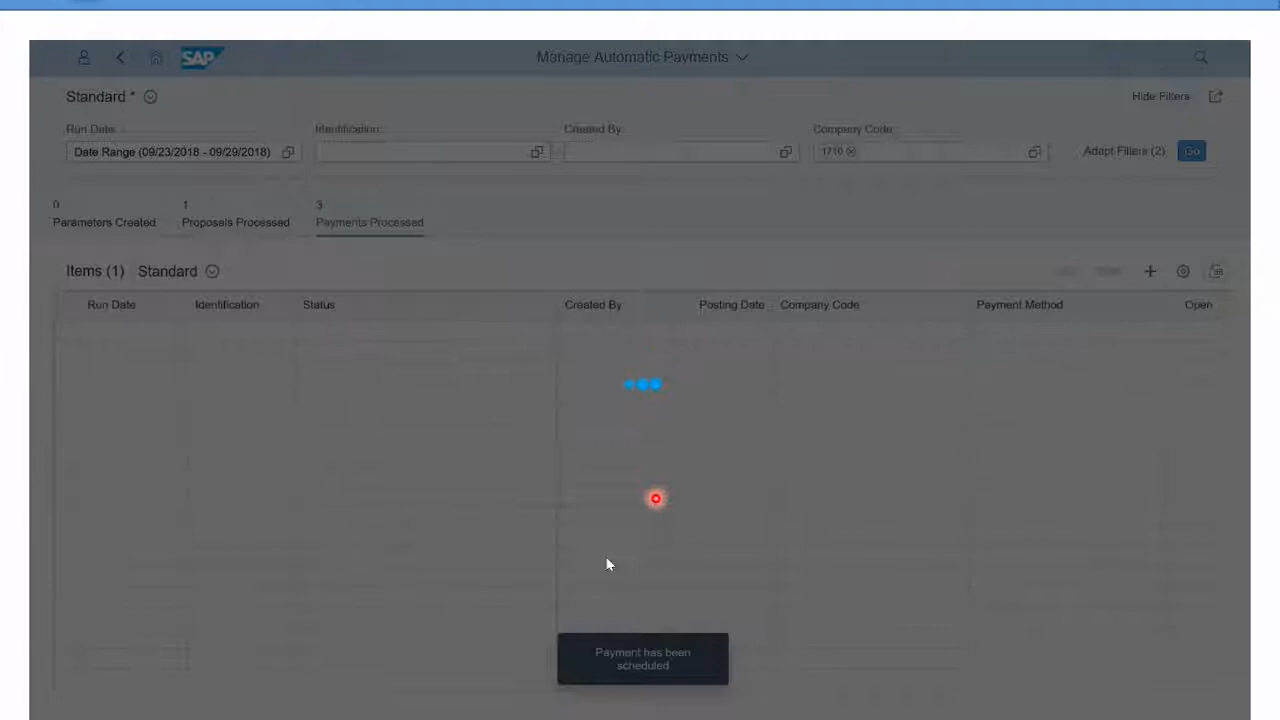 SAP
Manage Automatic Payments
Standard *
Hide Filters
Run Date:
Identification:
Created By:
Company Code:
Date Range (09/23/2018 - 09/29/2018)
1710
Adapt Filters (2)
Go
0
1
3
Parameters Created
Proposals Processed
Payments Processed
Items (1) Standard
Run Date
Identification
Status
Created By
Posting Date
Company Code
Payment Method
Open
Payment has been
scheduled